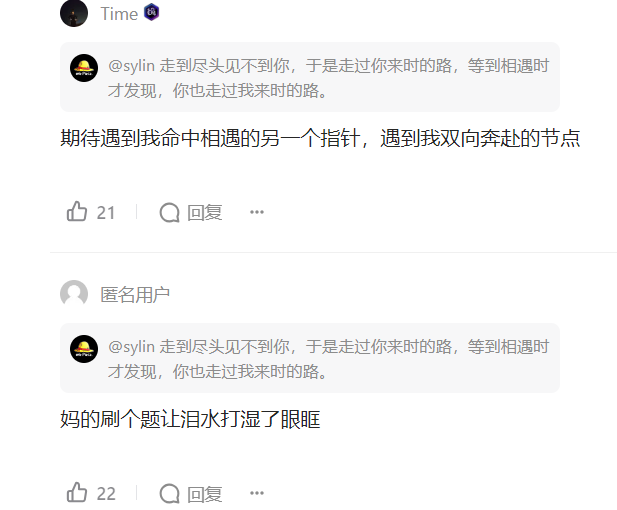 Time
@sylin 走到尽头见不到你，于是走过你来时的路，等到相遇时
才发现，你也走过我来时的路。
期待遇到我命中相遇的另一个指针，遇到我双向奔赴的节点
21 回复
匿名用户
@sylin 走到尽头见不到你，于是走过你来时的路，等到相遇时
才发现，你也走过我来时的路。
妈的刷个题让泪水打湿了眼眶
22 回复